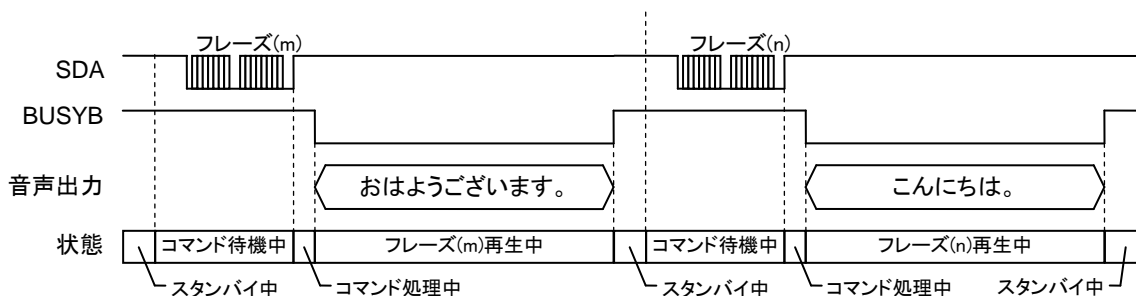 フレーズ(m) フレーズ(n)
SDA
BUSYB
音声出力 おはようございます。 こんにちは。
状態 コマンド待機中 フレーズ(m)再生中 コマンド待機中 フレーズ(n)再生中
スタンバイ中 コマンド処理中 スタンバイ中 コマンド処理中 スタンバイ中